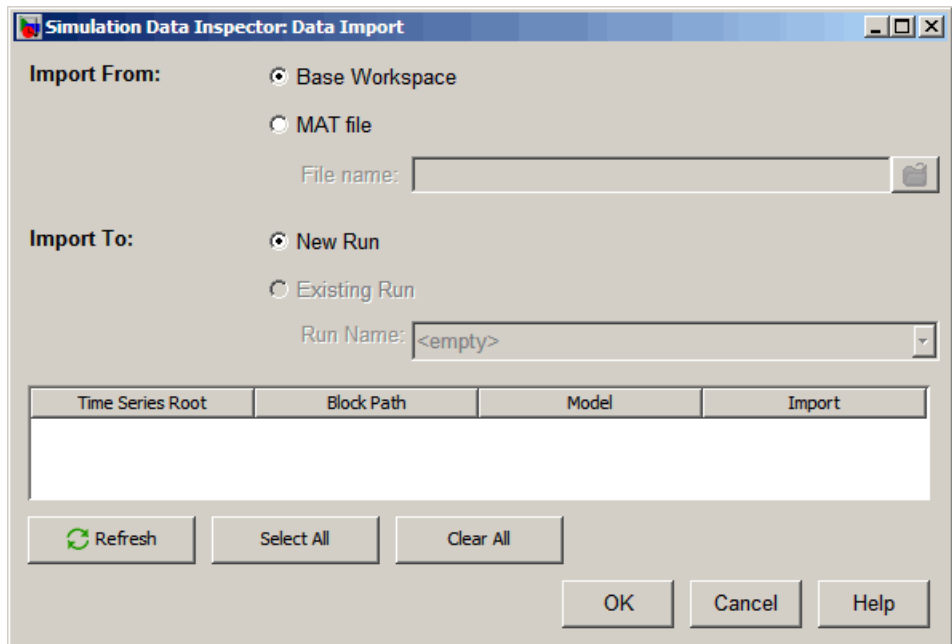 Simulation Data Inspector: Data Import
Import From:
Base Workspace
MAT file
File name:
Import To:
New Run
Existing Run
Run Name: <empty>
Time Series Root Block Path Model Import
Refresh Select All Clear All
OK Cancel Help